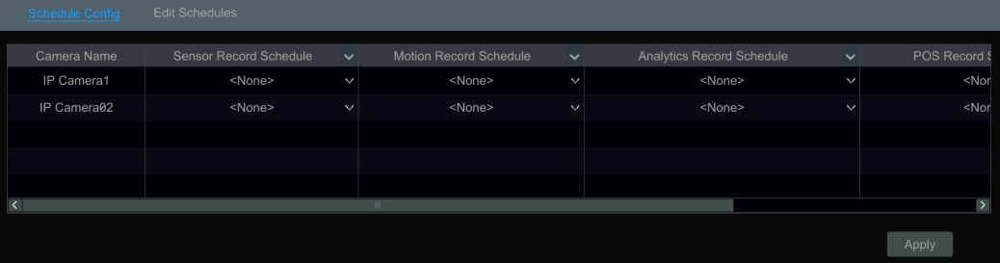 Schedule Config Edit Schedules
Camera Name Sensor Record Schedule Motion Record Schedule Analytics Record Schedule POS Record S
IP Camera1 <None> <None> <None> <Nor
IP Camera02 <None> <None> <None> <Nor
Apply